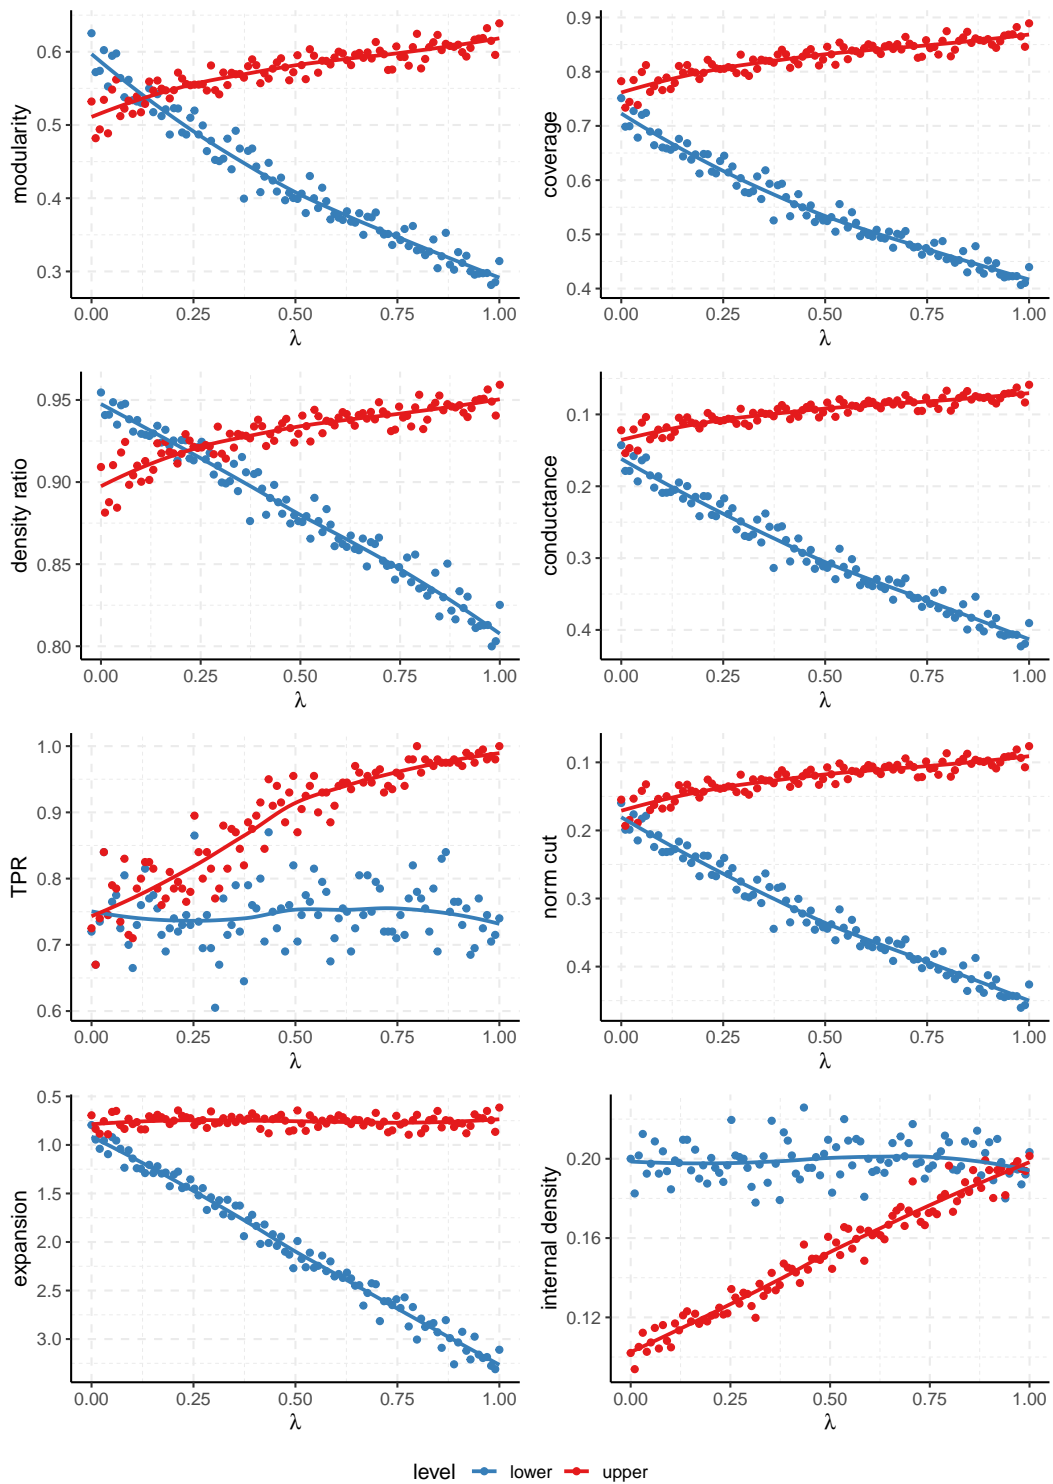 modularity
0.6
0.5
0.4
0.3
0.00 0.25 0.50 0.75 1.00
λ
coverage
0.9
0.8
0.7
0.6
0.5
0.4
0.00 0.25 0.50 0.75 1.00
λ
density ratio
0.95
0.90
0.85
0.80
0.00 0.25 0.50 0.75 1.00
λ
conductance
0.1
0.2
0.3
0.4
0.00 0.25 0.50 0.75 1.00
λ
TPR
1.0
0.9
0.8
0.7
0.6
0.00 0.25 0.50 0.75 1.00
λ
norm cut
0.1
0.2
0.3
0.4
0.00 0.25 0.50 0.75 1.00
λ
expansion
0.5
1.0
1.5
2.0
2.5
3.0
0.00 0.25 0.50 0.75 1.00
λ
internal density
0.20
0.16
0.12
0.00 0.25 0.50 0.75 1.00
λ
level lower upper